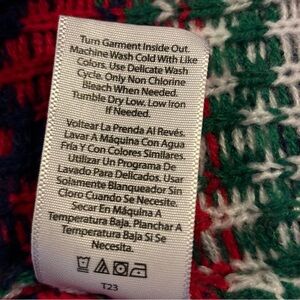 Turn Garment Inside Out.
Machine Wash Cold With Like
Colors. Use Delicate Wash
Cycle. Only Non Chlorine
Bleach When Needed.
Tumble Dry Low, Low Iron
If Needed.
Voltear La Prenda Al Revés.
Lavar A Máquina Con Agua
Fría Y Con Colores Similares.
Utilizar Un Programa De
Lavado Para Delicados. Usar
Solamente Blanqueador Sin
Cloro Cuando Se Necesite.
Secar En Máquina A
Temperatura Baja. Planchar A
Temperatura Baja Si Se
Necesita.
T23